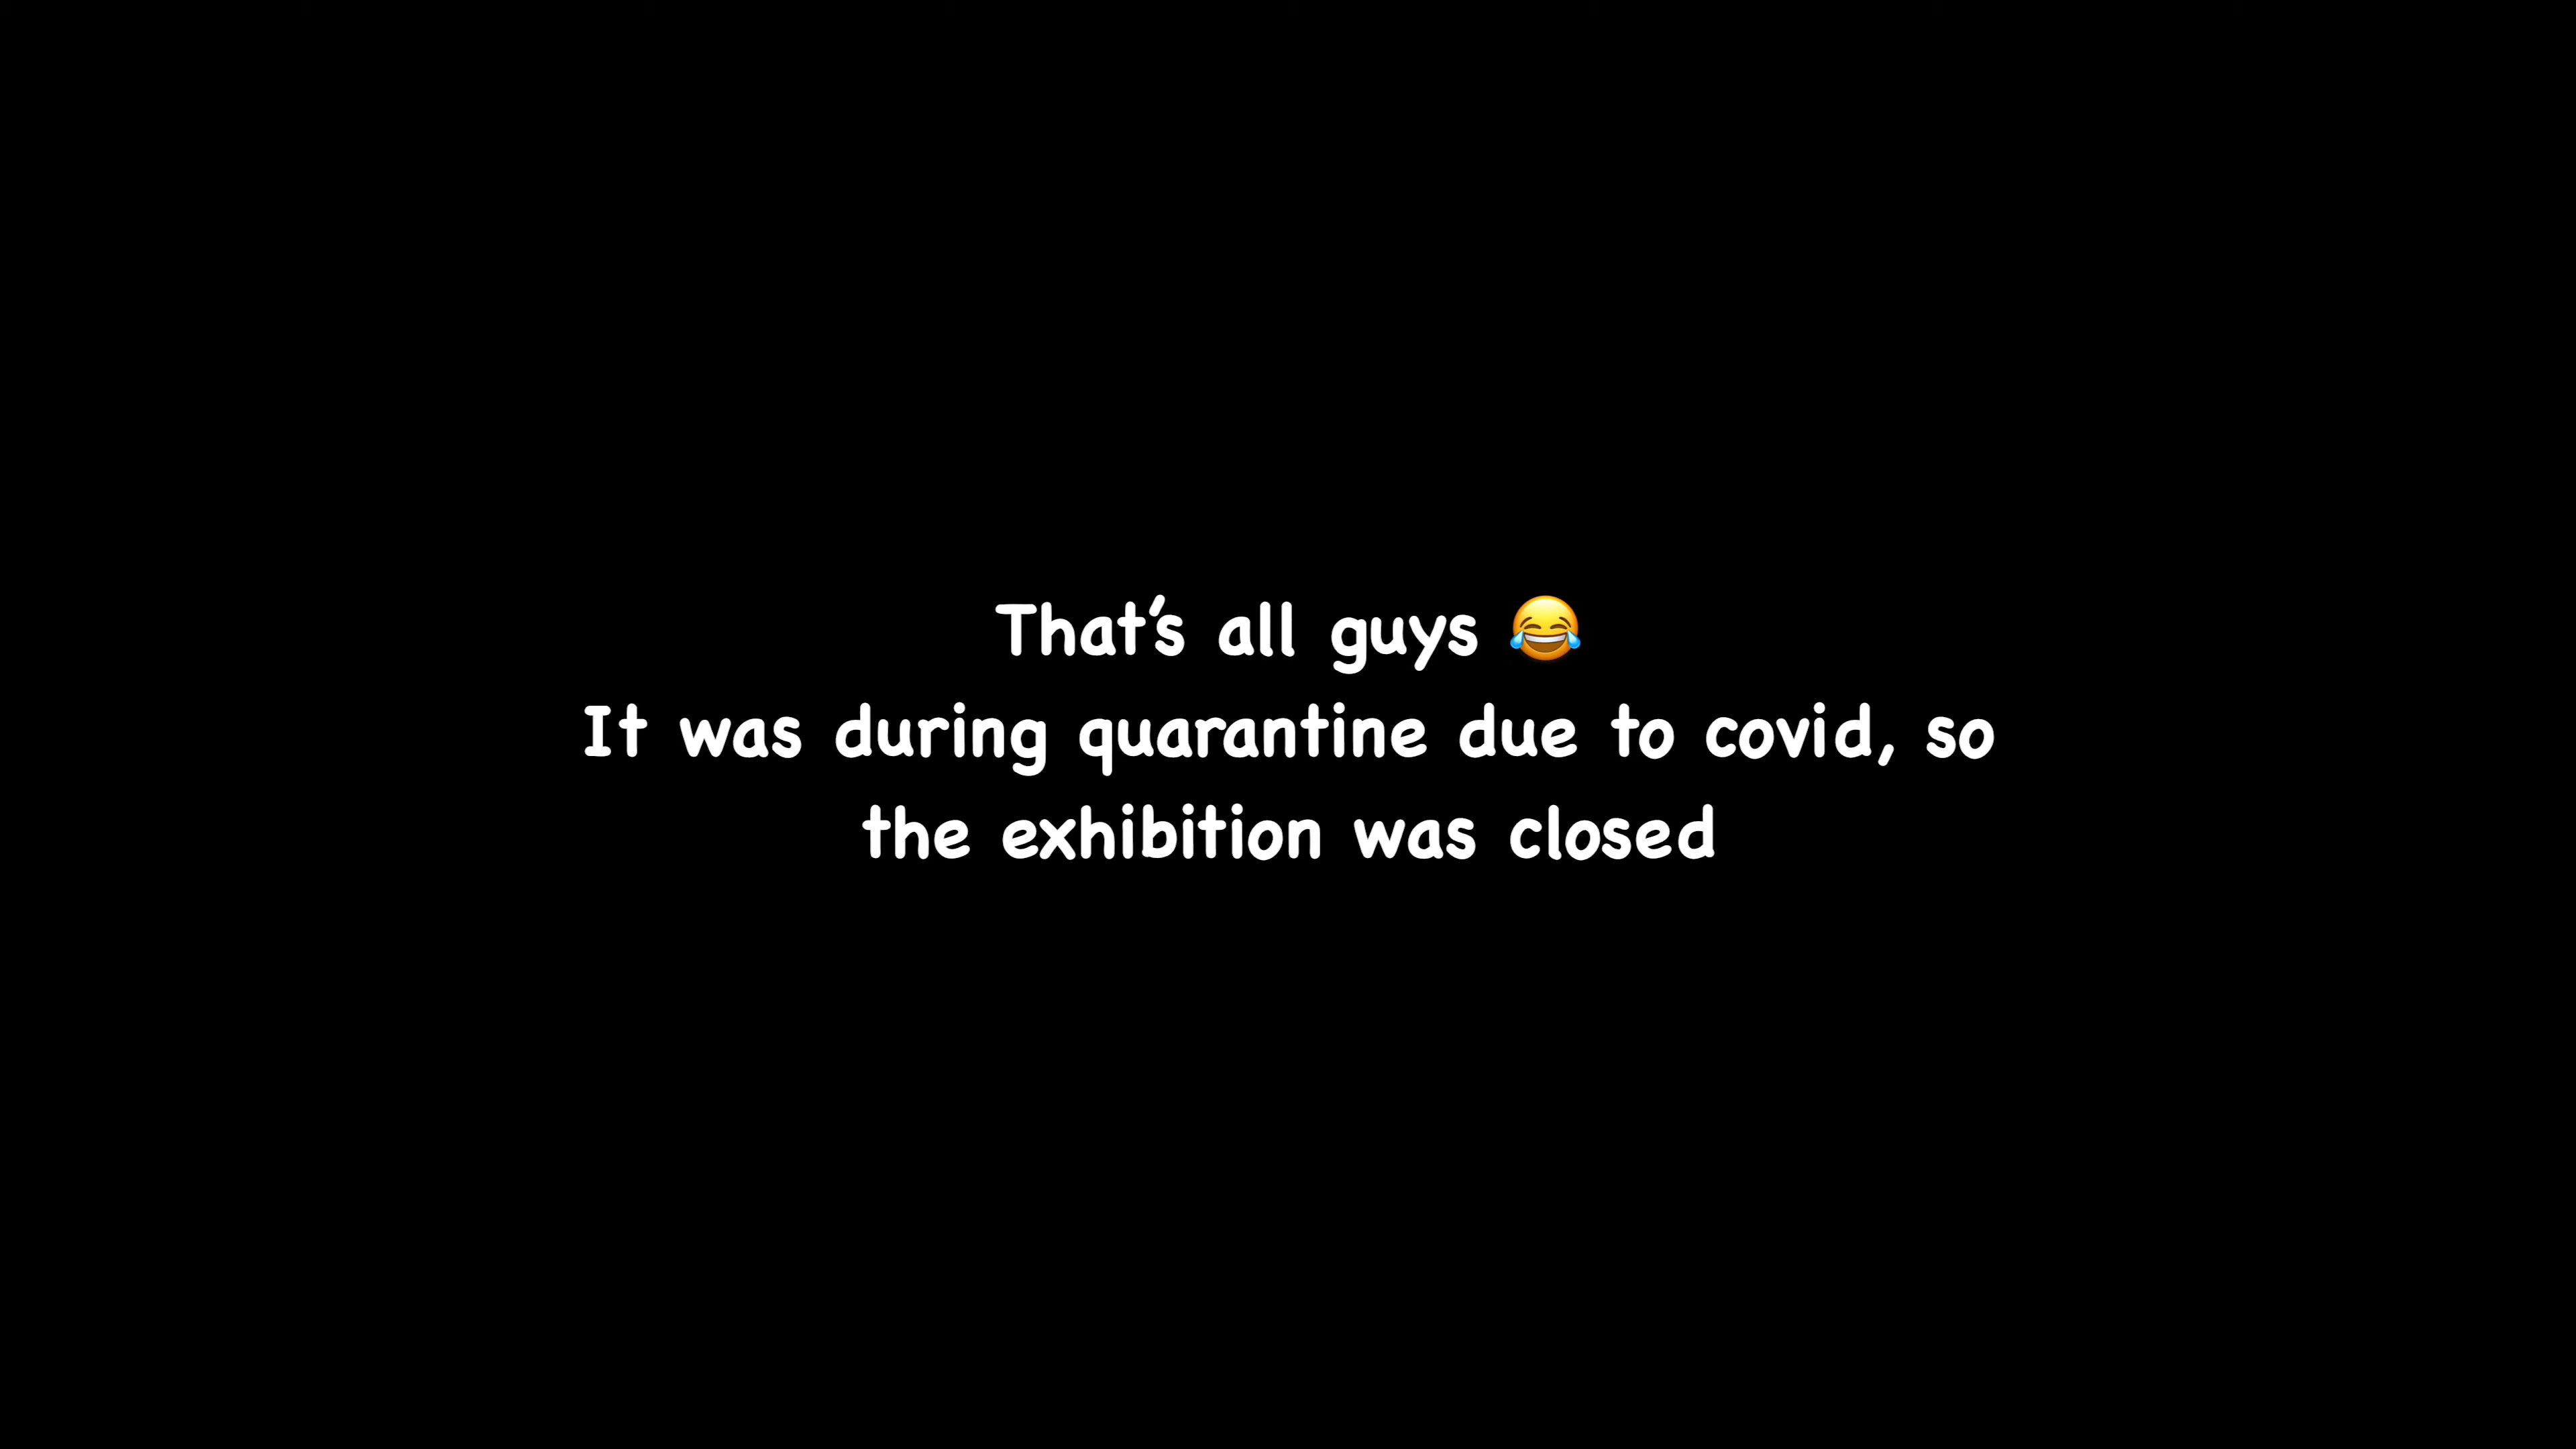 That’s all guys 😂
It was during quarantine due to covid, so
the exhibition was closed